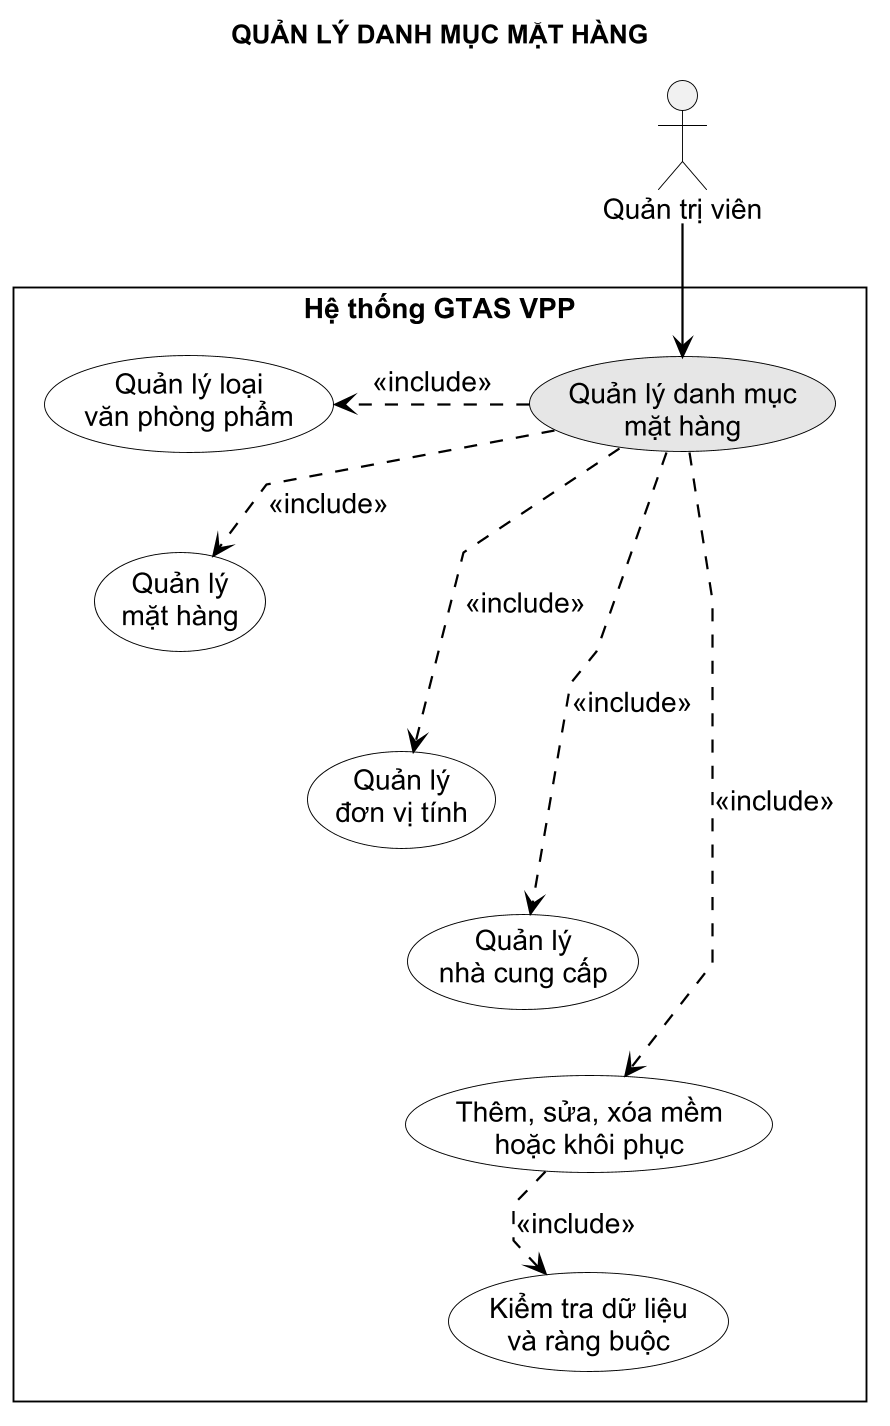 QUẢN LÝ DANH MỤC MẶT HÀNG
Quản trị viên
Hệ thống GTAS VPP
Quản lý loại
văn phòng phẩm
«include»
Quản lý danh mục
mặt hàng
«include»
Quản lý
mặt hàng
«include»
«include»
Quản lý
đơn vị tính
«include»
Quản lý
nhà cung cấp
Thêm, sửa, xóa mềm
hoặc khôi phục
«include»
Kiểm tra dữ liệu
và ràng buộc